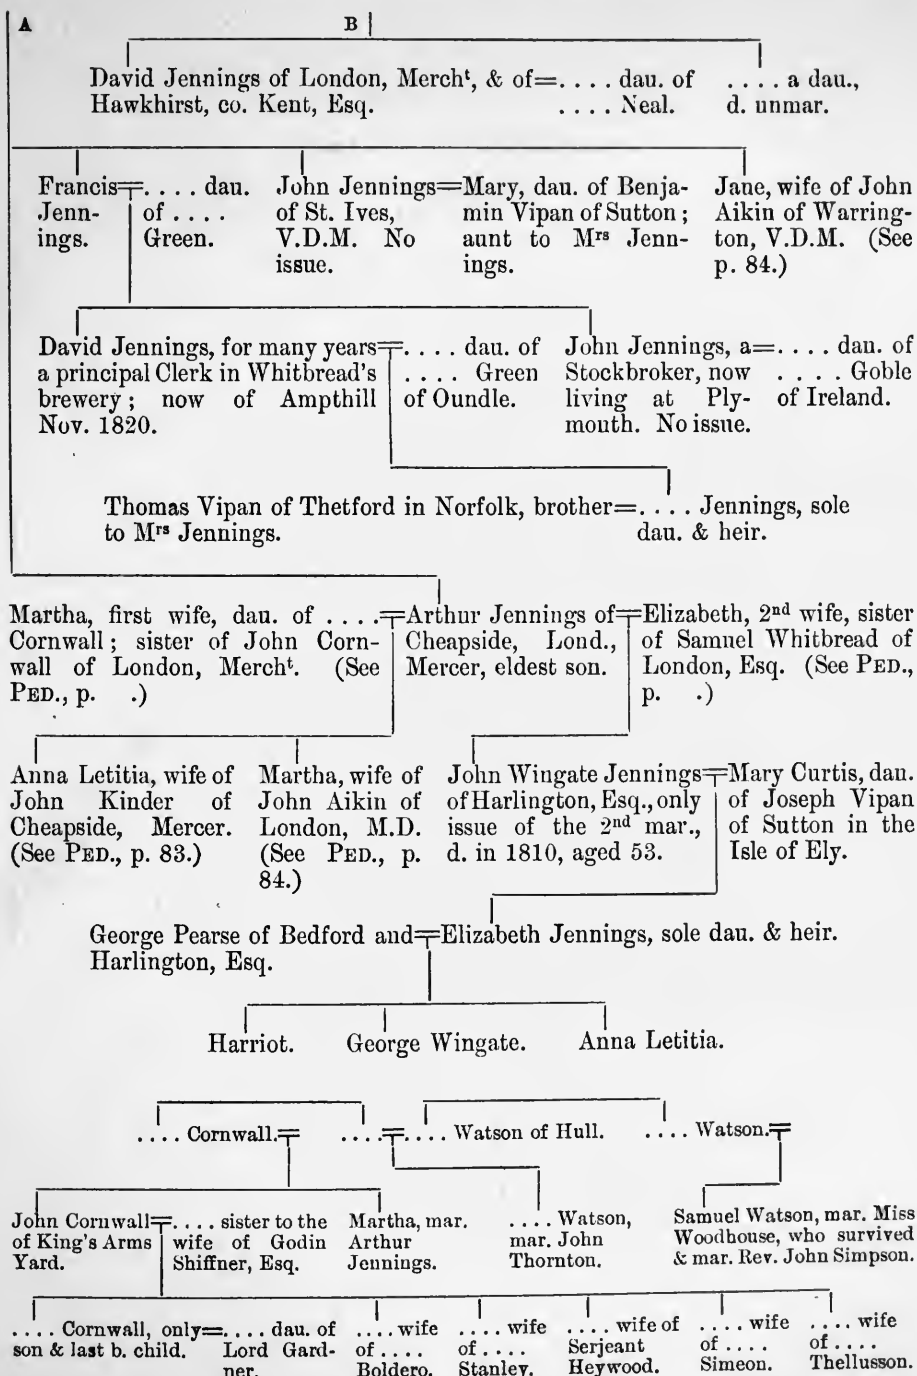 A
B
David Jennings of London, Mercht, & of=. . . . dau. of
Hawkhirst, co. Kent, Esq.
. . . . Neal.
. . . . a dau.,
d. unmar.
Francis=. . . . dau.
Jenn-
ings.
of . . . .
Green.
John Jennings=Mary, dau. of Benja-
of St. Ives,
V.D.M. No
issue.
min Vipan of Sutton ;
aunt to Mrs Jenn-
ings.
Jane, wife of John
Aikin of Warring-
ton, V.D.M. (See
p. 84.)
David Jennings, for many years=. . . . dau. of
a principal Clerk in Whitbread's
brewery ; now of Ampthill
Nov. 1820.
. . . . Green
of Oundle.
John Jennings, a=. . . . dau. of
Stockbroker, now
living at Ply-
mouth. No issue.
. . . . Goble
of Ireland.
Thomas Vipan of Thetford in Norfolk, brother=. . . . Jennings, sole
to Mrs Jennings.
dau. & heir.
Martha, first wife, dau. of . . . .=Arthur Jennings of=Elizabeth, 2nd wife, sister
Cornwall ; sister of John Corn-
wall of London, Mercht. (See
PED., p. .)
Cheapside, Lond.,
Mercer, eldest son.
of Samuel Whitbread of
London, Esq. (See PED.,
p. .)
Anna Letitia, wife of
John Kinder of
Cheapside, Mercer.
(See PED., p. 83.)
Martha, wife of
John Aikin of
London, M.D.
(See PED., p.
84.)
John Wingate Jennings=Mary Curtis, dau.
of Harlington, Esq., only
issue of the 2nd mar.,
d. in 1810, aged 53.
of Joseph Vipan
of Sutton in the
Isle of Ely.
George Pearse of Bedford and=Elizabeth Jennings, sole dau. & heir.
Harlington, Esq.
Harriot.
George Wingate.
Anna Letitia.
. . . . Cornwall.=
. . . .=. . . . Watson of Hull.
. . . . Watson.=
John Cornwall=. . . . sister to the
of King's Arms
Yard.
wife of Godin
Shiffner, Esq.
Martha, mar.
Arthur
Jennings.
. . . . Watson,
mar. John
Thornton.
Samuel Watson, mar. Miss
Woodhouse, who survived
& mar. Rev. John Simpson.
. . . . Cornwall, only=. . . . dau. of
son & last b. child.
Lord Gard-
ner.
. . . . wife
of . . . .
Boldero.
. . . . wife
of . . . .
Stanley.
. . . . wife of
Serjeant
Heywood.
. . . . wife
of . . . .
Simeon.
. . . . wife
of . . . .
Thellusson.